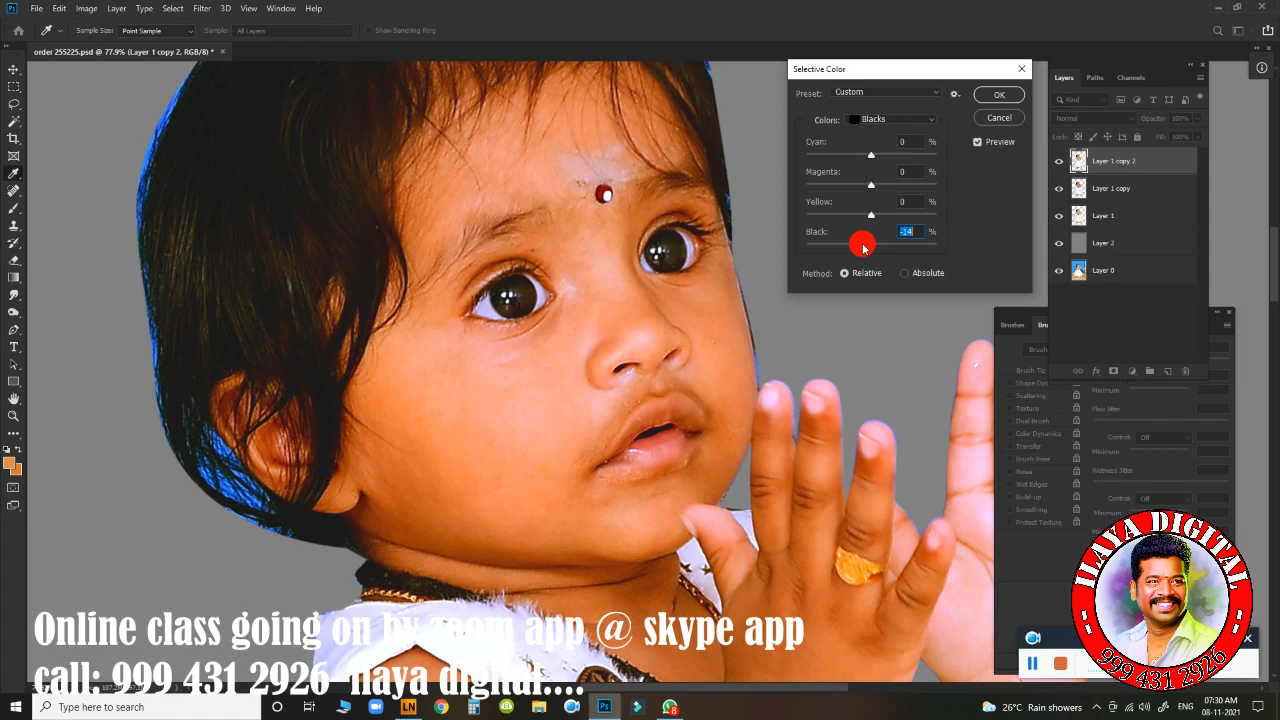 File Edit Image Layer Type Select Filter 3D View Window Help
Sample Size: Point Sample Sample: All Layers Show Sampling Ring
order 255225.psd @ 77.9% (Layer 1 copy 2, RGB/8) *
Selective Color
Preset: Custom
OK
Colors: Blacks
Cancel
Cyan: 0 %
Preview
Magenta: 0 %
Yellow: 0 %
Black: -14 %
Method: Relative Absolute
Layers Paths Channels
Kind
Normal Opacity: 100%
Lock: Fill: 100%
Layer 1 copy 2
Layer 1 copy
Layer 1
Layer 2
Layer 0
Brushes
Brush Tip
Shape Dyn
Minimum
Scattering
Texture
Flow Jitter
Dual Brush
Color Dynamics
Control: Off
Transfer
Minimum
Brush Pose
Noise
Wetness Jitter
Wet Edges
Build-up
Control: Off
Smoothing
Minimum
Protect Texture
ILAYA DIGITAL
999 431 2926
Online class going on by zoom app @ skype app
call: 999 431 2926 ilaya digital....
Type here to search
LN
Ps
8
26°C Rain showers
07:30 AM
08-11-2021